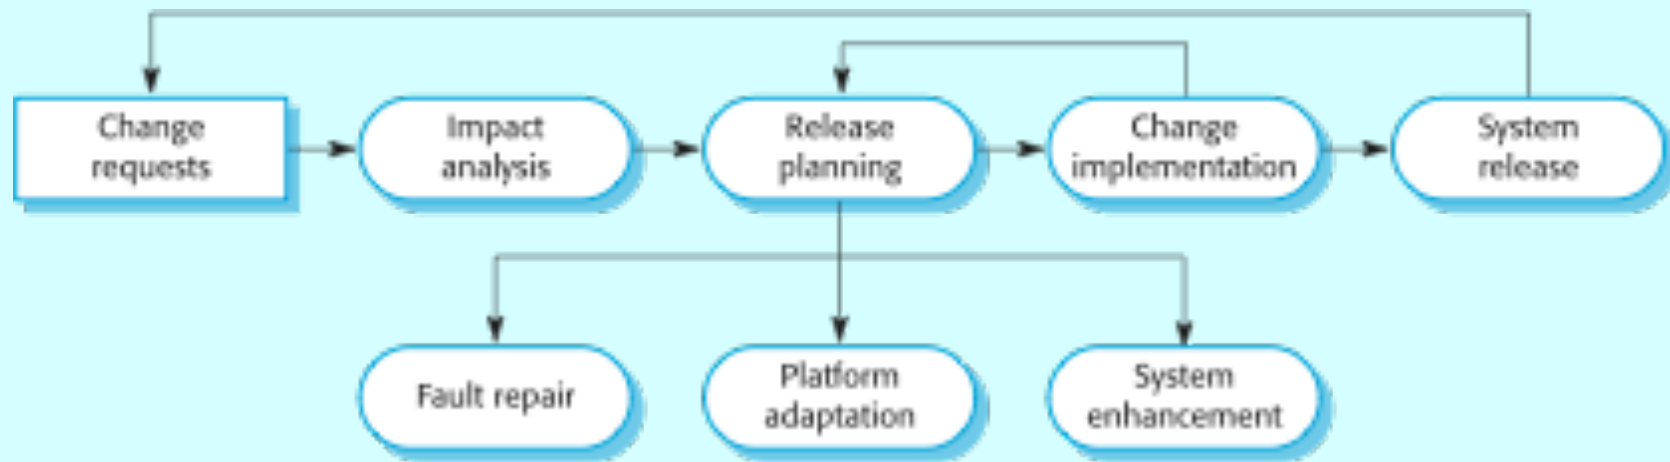 Change
requests
Impact
analysis
Release
planning
Change
implementation
System
release
Fault repair
Platform
adaptation
System
enhancement